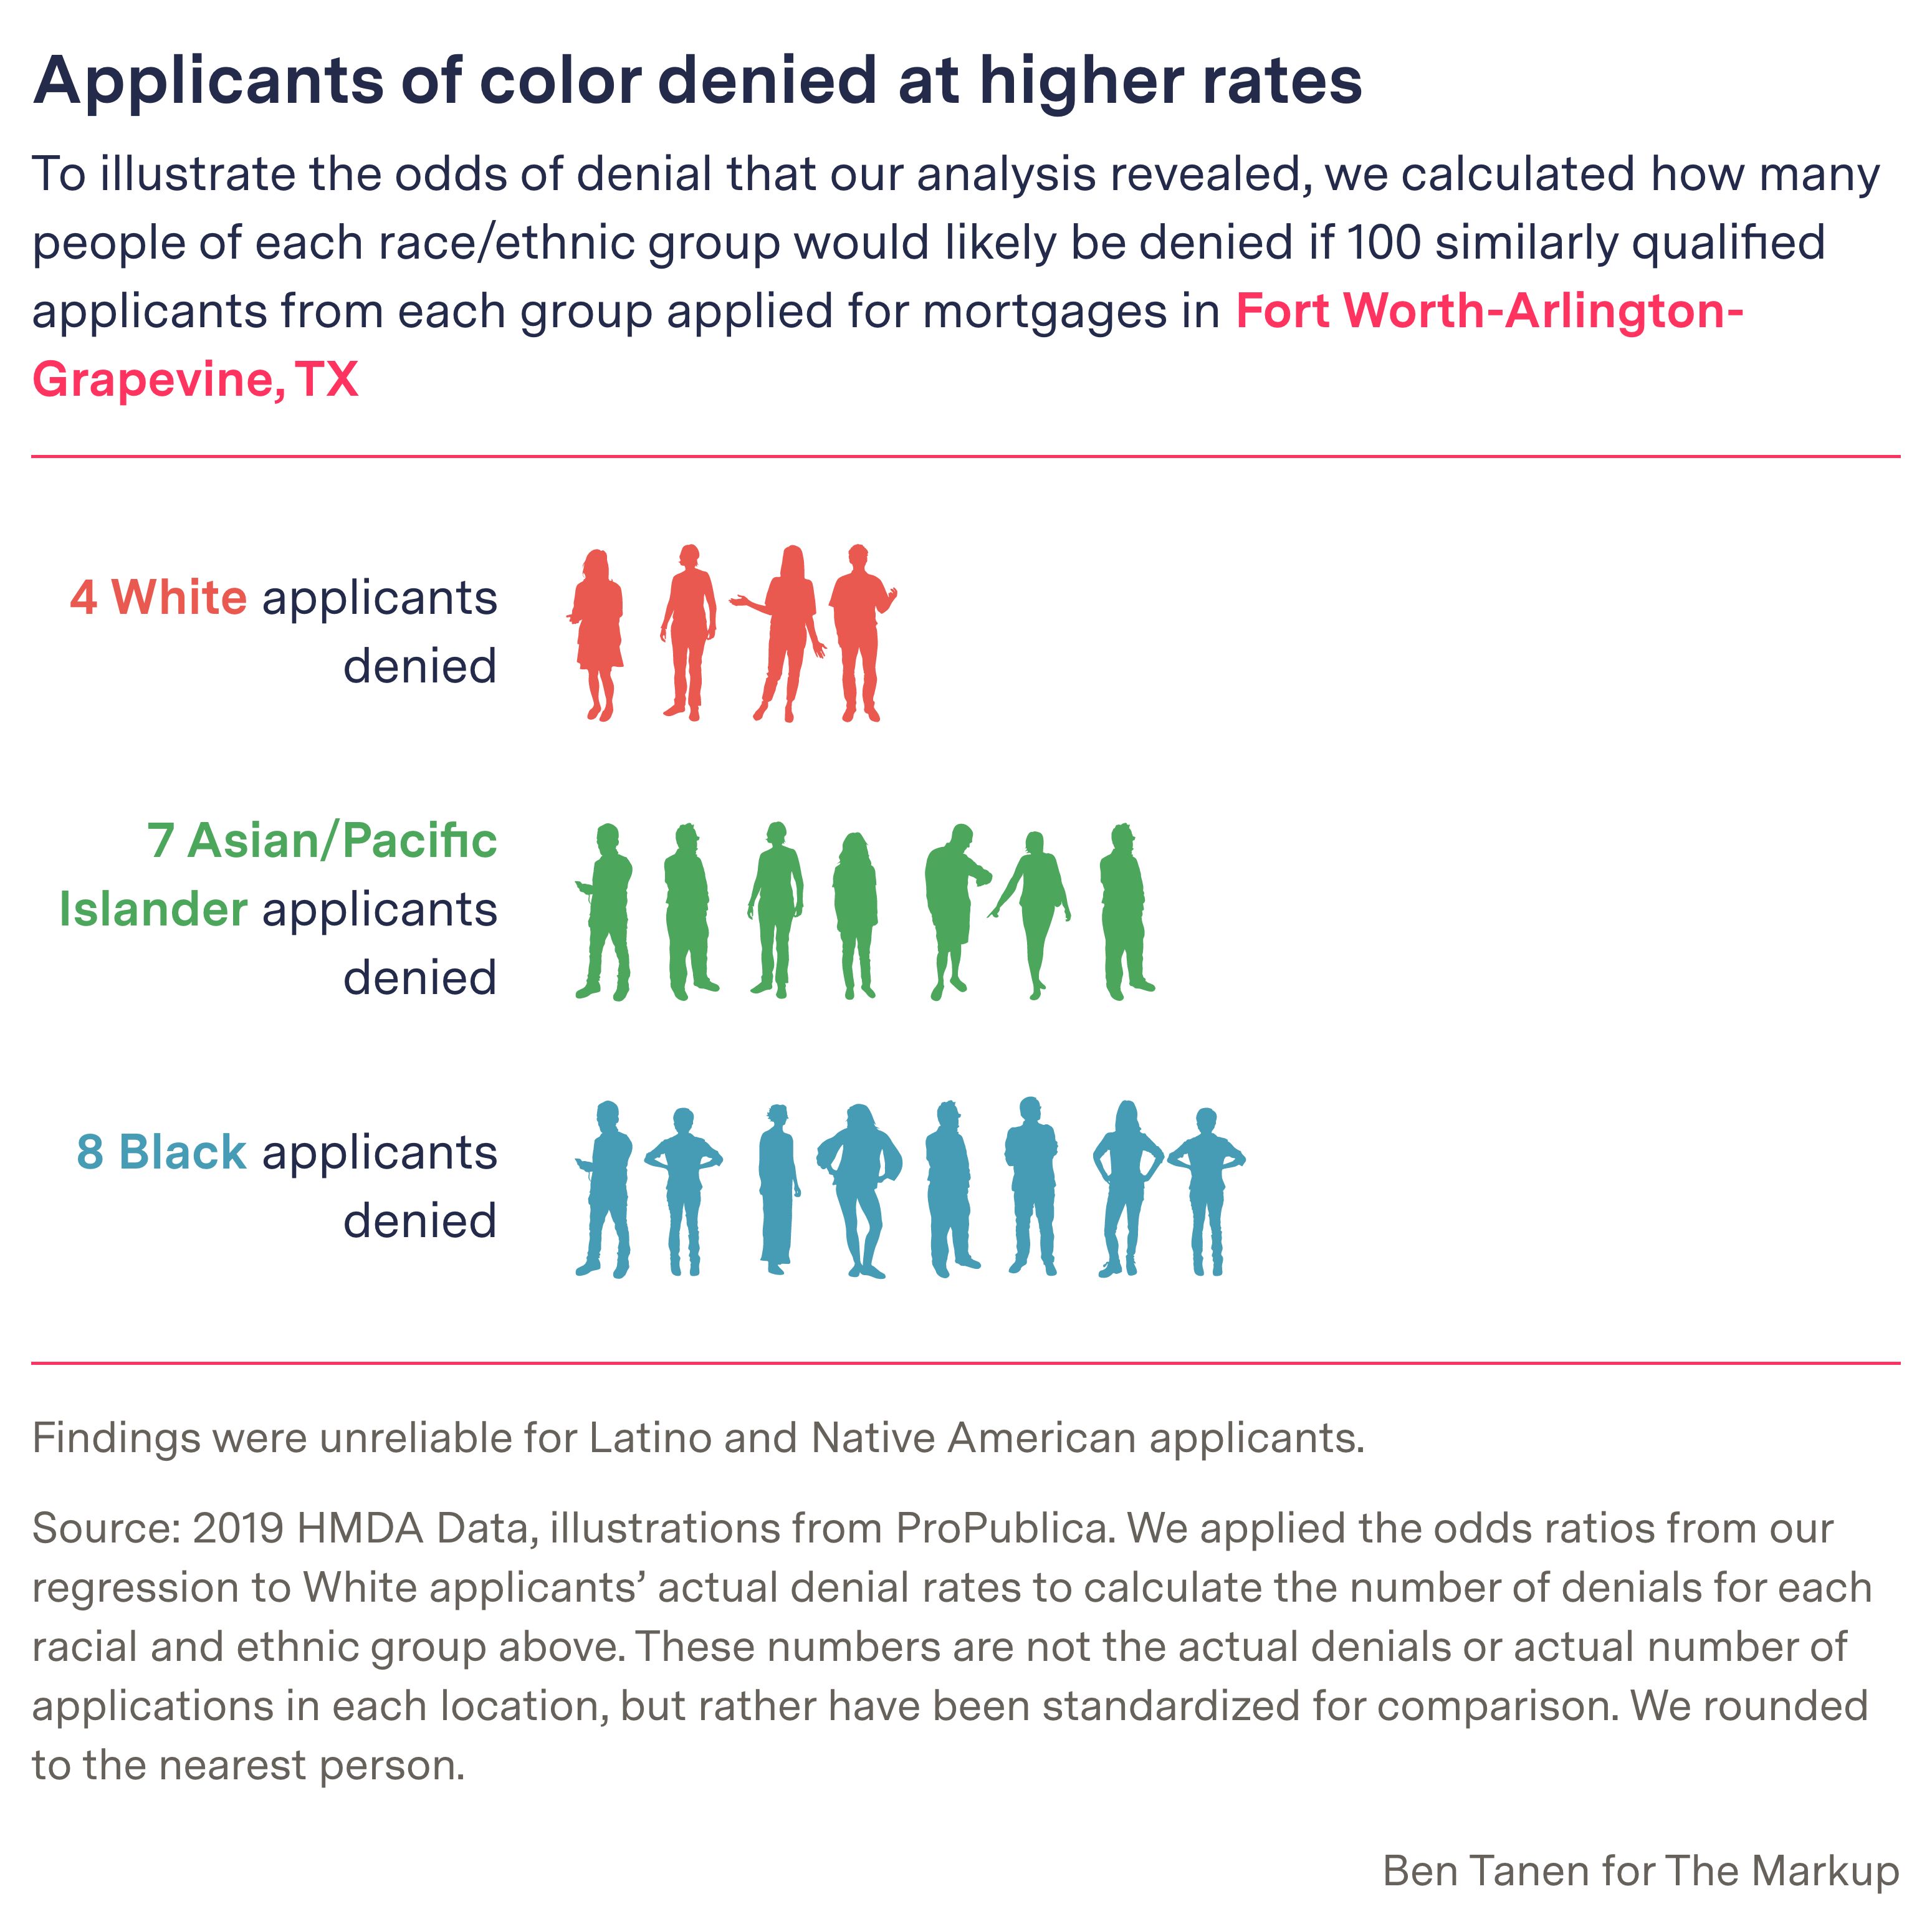 Applicants of color denied at higher rates
To illustrate the odds of denial that our analysis revealed, we calculated how many
people of each race/ethnic group would likely be denied if 100 similarly qualified
applicants from each group applied for mortgages in Fort Worth-Arlington-
Grapevine, TX
4 White applicants
denied
7 Asian/Pacific
Islander applicants
denied
8 Black applicants
denied
Findings were unreliable for Latino and Native American applicants.
Source: 2019 HMDA Data, illustrations from ProPublica. We applied the odds ratios from our
regression to White applicants’ actual denial rates to calculate the number of denials for each
racial and ethnic group above. These numbers are not the actual denials or actual number of
applications in each location, but rather have been standardized for comparison. We rounded
to the nearest person.
Ben Tanen for The Markup